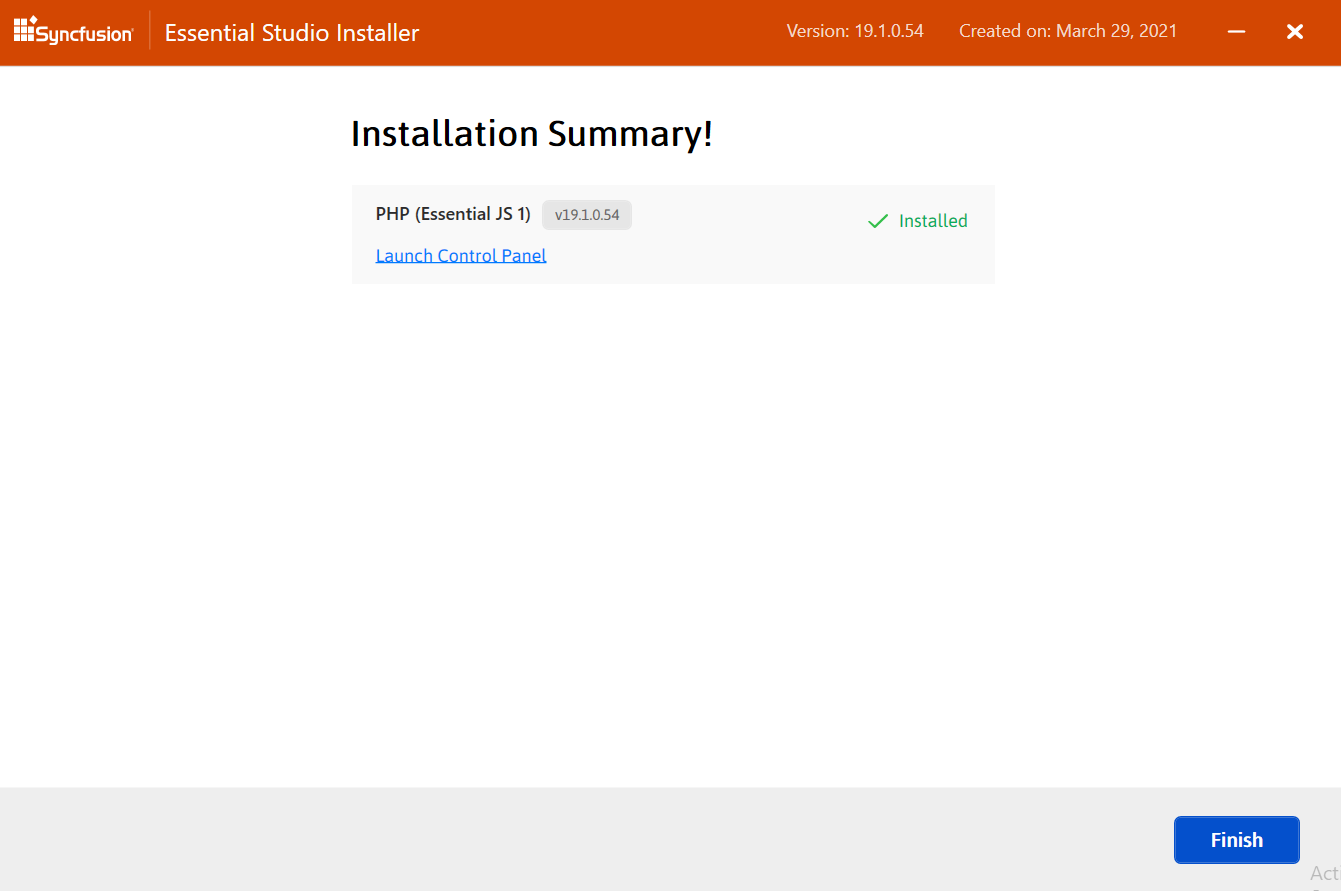 Syncfusion Essential Studio Installer Version: 19.1.0.54 Created on: March 29, 2021
Installation Summary!
PHP (Essential JS 1) v19.1.0.54
Installed
Launch Control Panel
Finish
Act